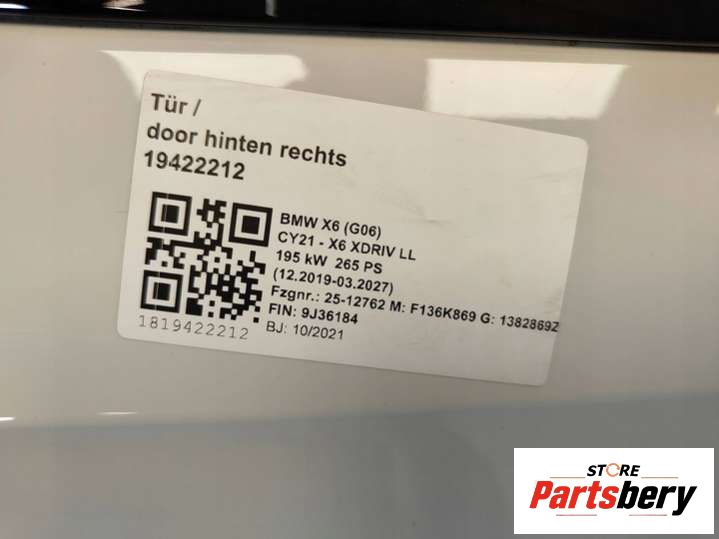 Tür /
door hinten rechts
19422212
BMW X6 (G06)
CY21 - X6 XDRIV LL
195 kW 265 PS
(12.2019-03.2027)
Fzgnr.: 25-12762 M: F136K869 G: 1382869Z
FIN: 9J36184
BJ: 10/2021
1819422212
STORE
Partsbery